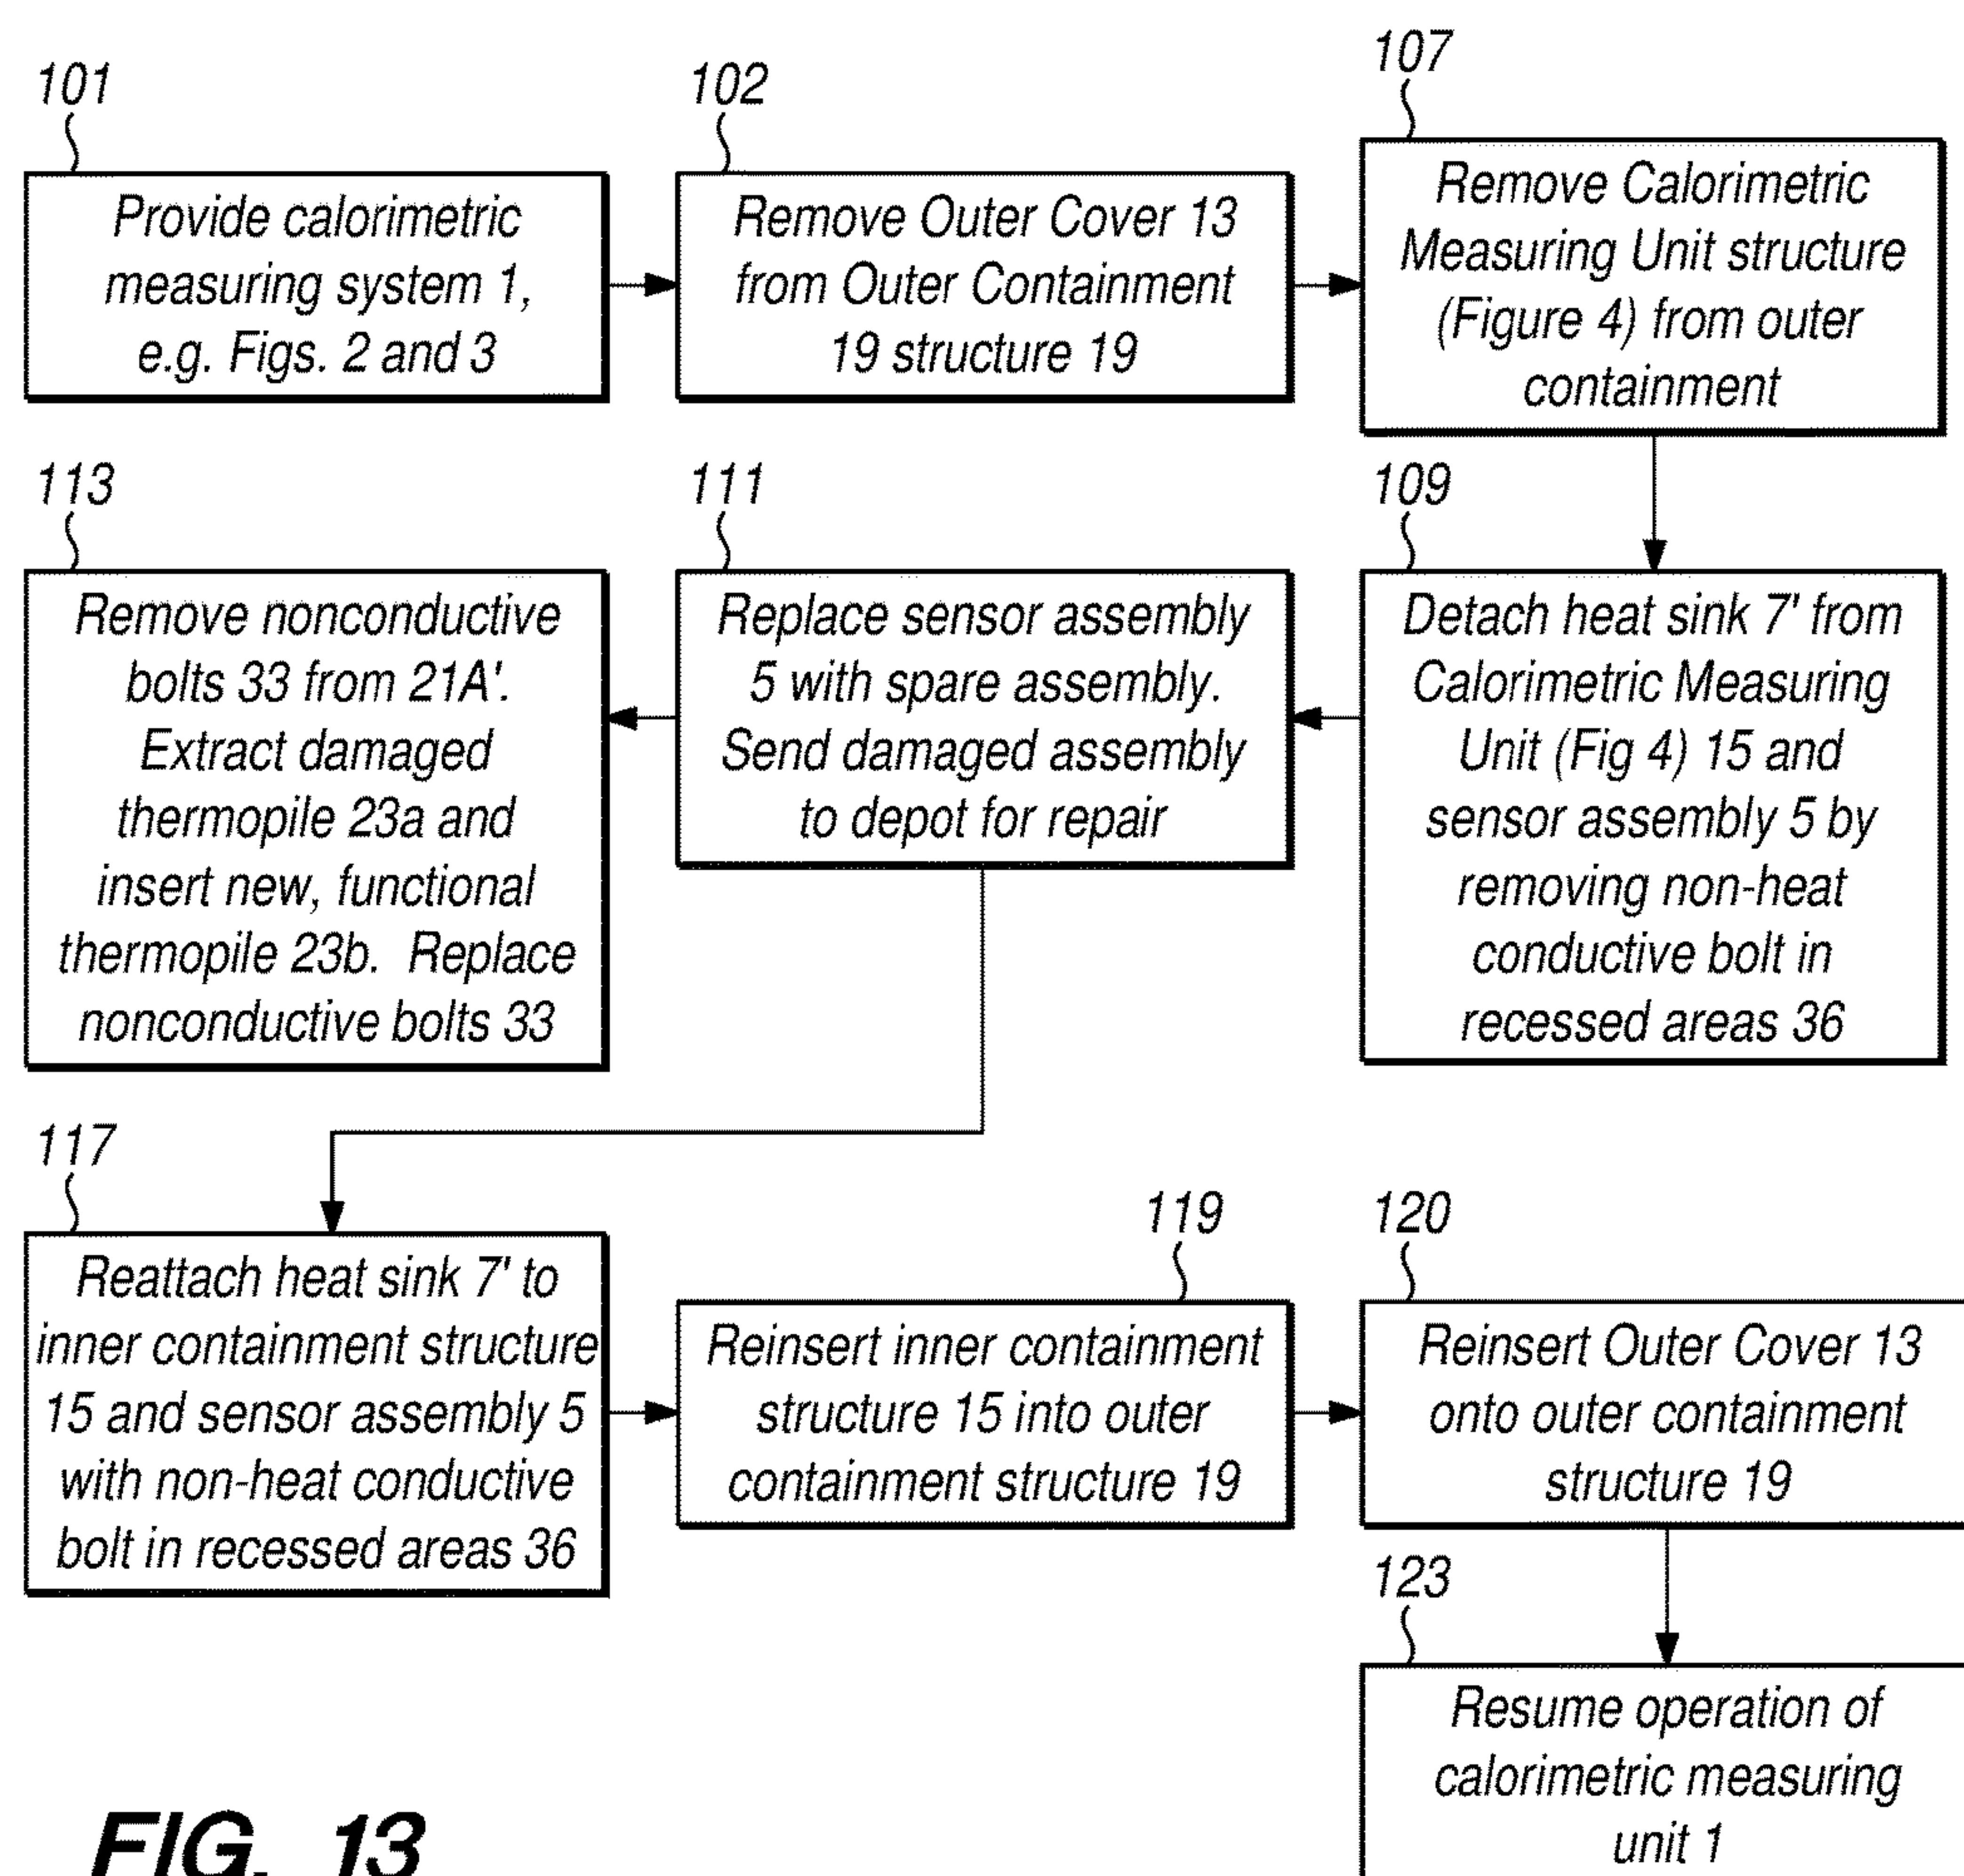 101
Provide calorimetric
measuring system 1,
e.g. Figs. 2 and 3
102
Remove Outer Cover 13
from Outer Containment
19 structure 19
107
Remove Calorimetric
Measuring Unit structure
(Figure 4) from outer
containment
109
Detach heat sink 7' from
Calorimetric Measuring
Unit (Fig 4) 15 and
sensor assembly 5 by
removing non-heat
conductive bolt in
recessed areas 36
111
Replace sensor assembly
5 with spare assembly.
Send damaged assembly
to depot for repair
113
Remove nonconductive
bolts 33 from 21A'.
Extract damaged
thermopile 23a and
insert new, functional
thermopile 23b. Replace
nonconductive bolts 33
117
Reattach heat sink 7' to
inner containment structure
15 and sensor assembly 5
with non-heat conductive
bolt in recessed areas 36
119
Reinsert inner containment
structure 15 into outer
containment structure 19
120
Reinsert Outer Cover 13
onto outer containment
structure 19
123
Resume operation of
calorimetric measuring
unit 1
FIG. 13